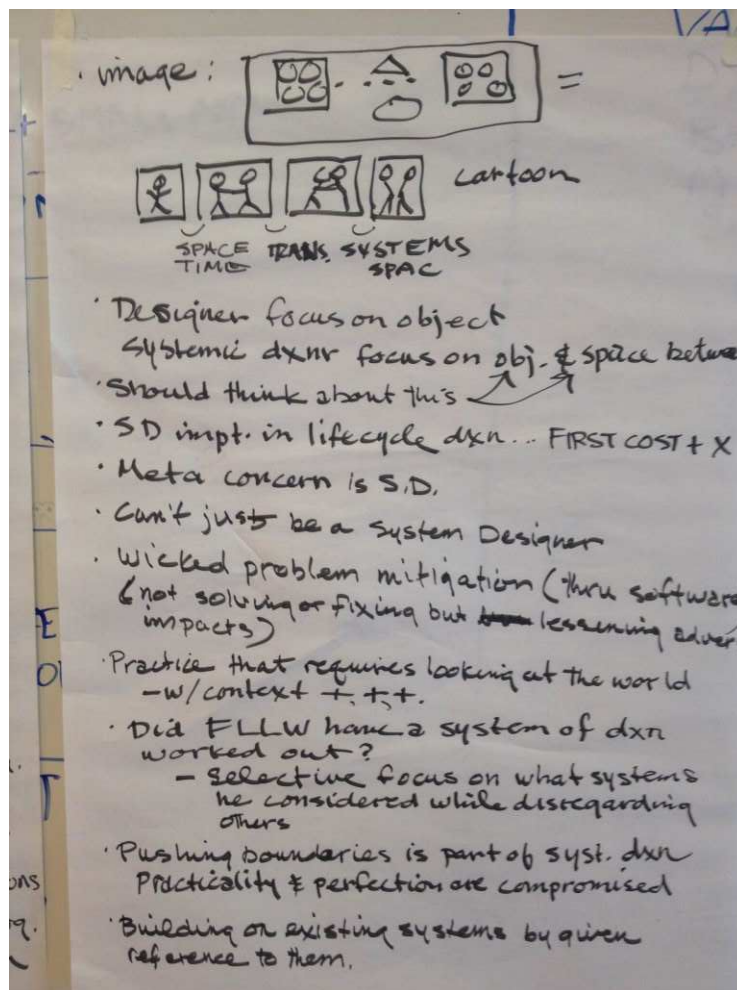 VA
· image: =
cartoon
SPACE TRANS. SYSTEMS
TIME SPAC
· Designer focus on object
systemic dxnr focus on obj. & space betwe
· Should think about this
· SD impt. in lifecycle dxn... FIRST COST + X
· Meta concern is S.D.
· Can't just be a System Designer
· Wicked problem mitigation (thru software
(not solving or fixing but lessening adver
impacts)
· Practice that requires looking at the world
- w/context +, +, +.
· Did FLLW have a system of dxn
worked out?
- Selective focus on what systems
he considered while disregarding
others
· Pushing boundaries is part of syst. dxn
Practicality & perfection are compromised
· Building on existing systems by given
reference to them.